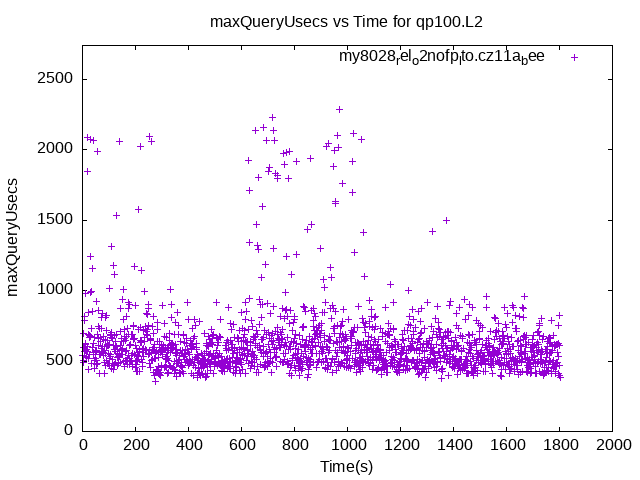 maxQueryUsecs vs Time for qp100.L2
my8028relo2nofplto.cz11abee
maxQueryUsecs
2500
2000
1500
1000
500
0
0 200 400 600 800 1000 1200 1400 1600 1800 2000
Time(s)